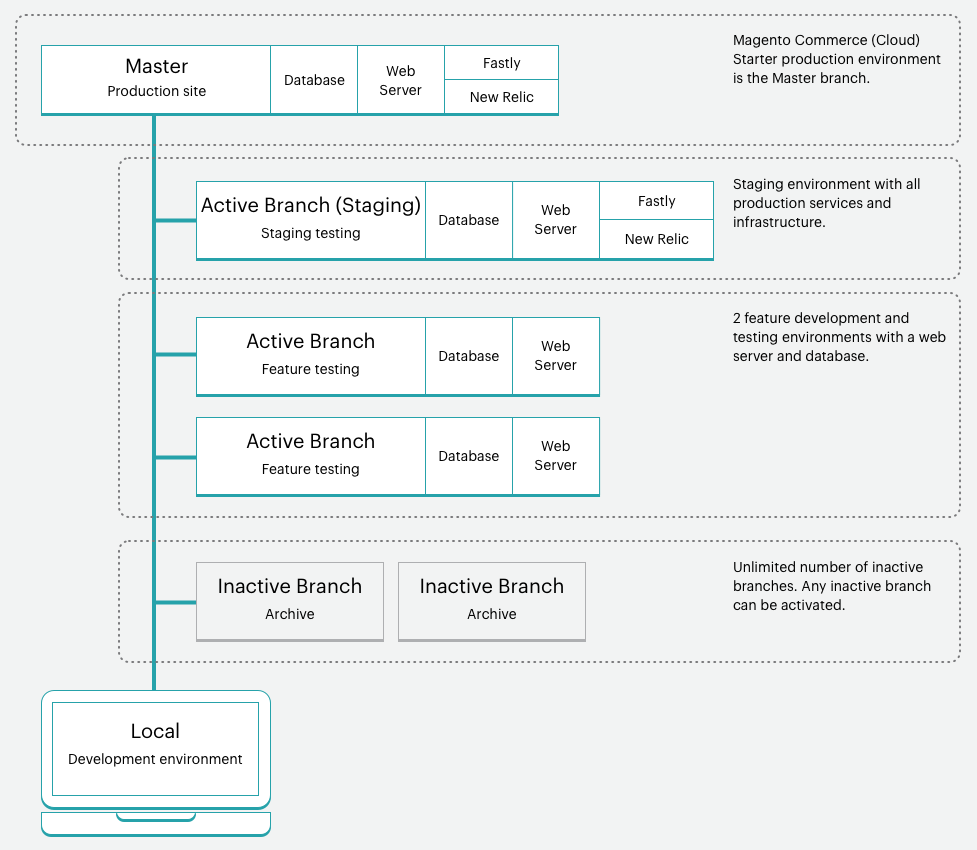 Master
Production site
Database
Web
Server
Fastly
New Relic
Magento Commerce (Cloud)
Starter production environment
is the Master branch.
Active Branch (Staging)
Staging testing
Database
Web
Server
Fastly
New Relic
Staging environment with all
production services and
infrastructure.
Active Branch
Feature testing
Database
Web
Server
2 feature development and
testing environments with a web
server and database.
Active Branch
Feature testing
Database
Web
Server
Inactive Branch
Archive
Inactive Branch
Archive
Unlimited number of inactive
branches. Any inactive branch
can be activated.
Local
Development environment